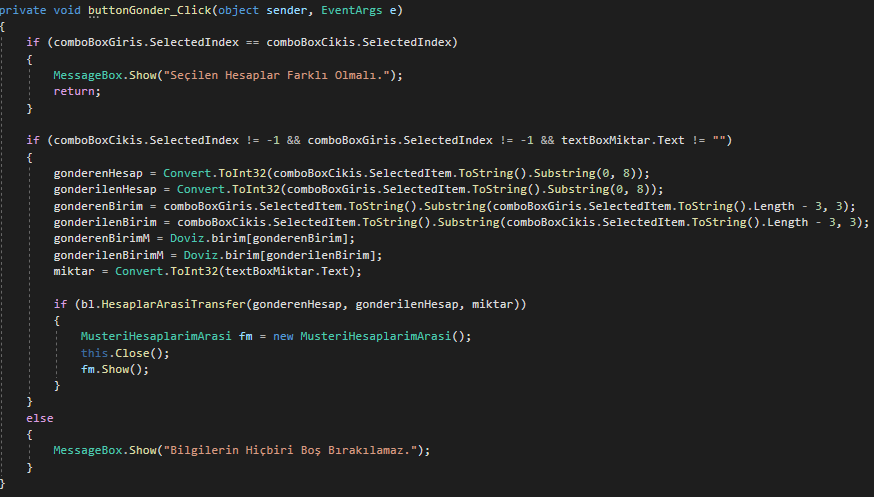 private void buttonGonder_Click(object sender, EventArgs e)
{
if (comboBoxGiris.SelectedIndex == comboBoxCikis.SelectedIndex)
{
MessageBox.Show("Seçilen Hesaplar Farklı Olmalı.");
return;
}
if (comboBoxCikis.SelectedIndex != -1 && comboBoxGiris.SelectedIndex != -1 && textBoxMiktar.Text != "")
{
gonderenHesap = Convert.ToInt32(comboBoxCikis.SelectedItem.ToString().Substring(0, 8));
gonderilenHesap = Convert.ToInt32(comboBoxGiris.SelectedItem.ToString().Substring(0, 8));
gonderenBirim = comboBoxGiris.SelectedItem.ToString().Substring(comboBoxGiris.SelectedItem.ToString().Length - 3, 3);
gonderilenBirim = comboBoxCikis.SelectedItem.ToString().Substring(comboBoxCikis.SelectedItem.ToString().Length - 3, 3);
gonderenBirimM = Doviz.birim[gonderenBirim];
gonderilenBirimM = Doviz.birim[gonderilenBirim];
miktar = Convert.ToInt32(textBoxMiktar.Text);
if (bl.HesaplarArasiTransfer(gonderenHesap, gonderilenHesap, miktar))
{
MusteriHesaplarimArasi fm = new MusteriHesaplarimArasi();
this.Close();
fm.Show();
}
}
else
{
MessageBox.Show("Bilgilerin Hiçbiri Boş Bırakılamaz.");
}
}